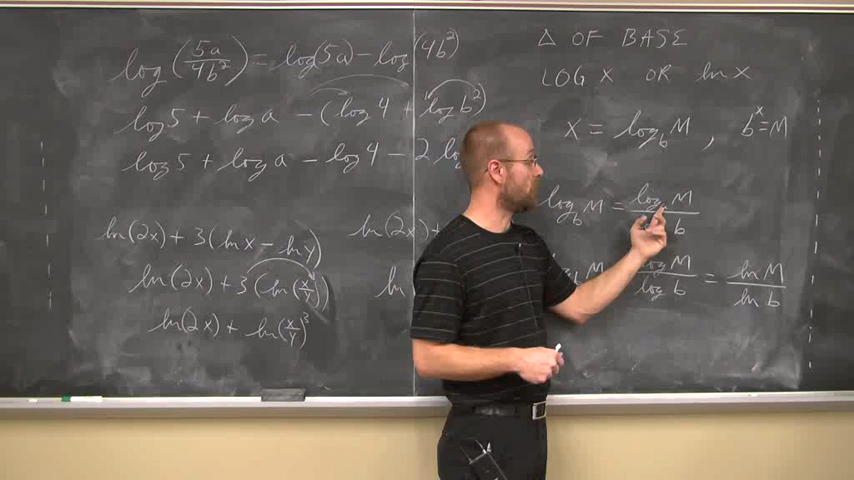 log(5a/4b²) = log(5a) - log(4b²)
log 5 + log a - (log 4 + log b²)
log 5 + log a - log 4 - 2 log
ln(2x) + 3(ln x - ln y)
ln(2x) + 3(ln(x/y))
ln(2x) + ln(x/y)³
ln(2x) +
ln
Δ OF BASE
LOG X OR ln X
x = log_b M , b^x = M
log_b M = log M / b
log M / log b = ln M / ln b